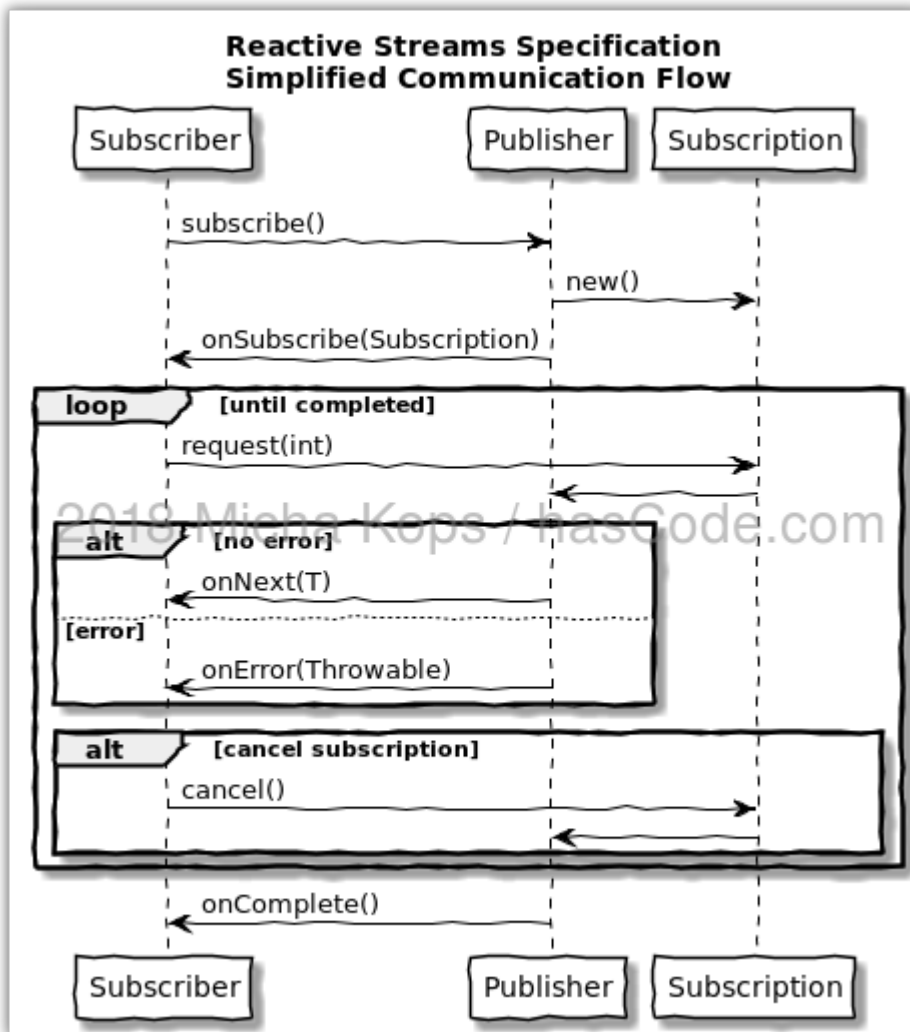 Reactive Streams Specification
Simplified Communication Flow
Subscriber Publisher Subscription
subscribe()
new()
onSubscribe(Subscription)
loop [until completed]
request(int)
2018 Micha Kops / hasCode.com
alt [no error]
onNext(T)
[error]
onError(Throwable)
alt [cancel subscription]
cancel()
onComplete()
Subscriber Publisher Subscription